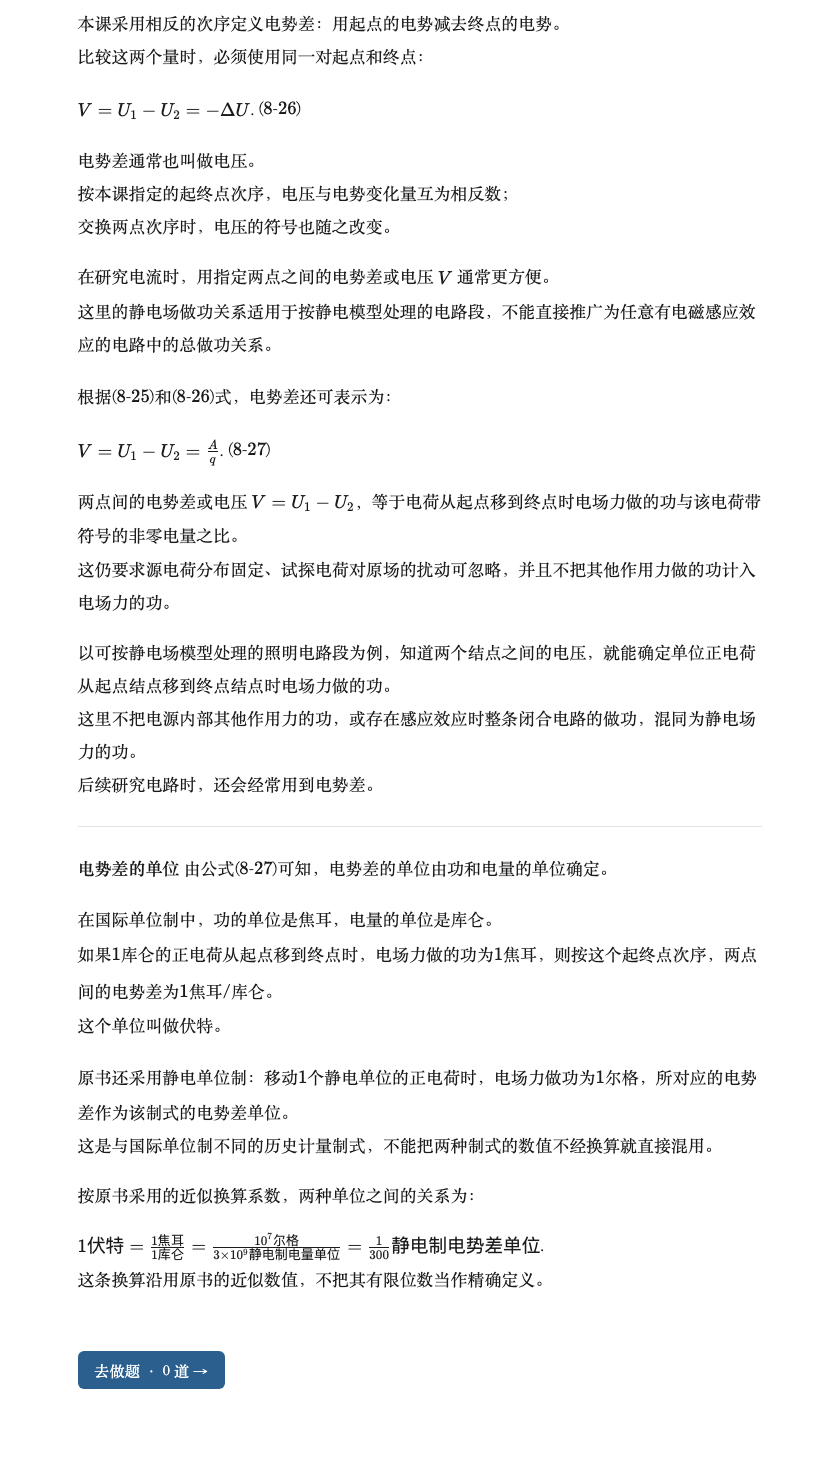 本课采用相反的次序定义电势差：用起点的电势减去终点的电势。
比较这两个量时，必须使用同一对起点和终点：
V = U₁ − U₂ = −ΔU. (8-26)
电势差通常也叫做电压。
按本课指定的起终点次序，电压与电势变化量互为相反数；
交换两点次序时，电压的符号也随之改变。
在研究电流时，用指定两点之间的电势差或电压 V 通常更方便。
这里的静电场做功关系适用于按静电模型处理的电路段，不能直接推广为任意有电磁感应效
应的电路中的总做功关系。
根据(8-25)和(8-26)式，电势差还可表示为：
V = U₁ − U₂ = A/q. (8-27)
两点间的电势差或电压 V = U₁ − U₂，等于电荷从起点移到终点时电场力做的功与该电荷带
符号的非零电量之比。
这仍要求源电荷分布固定、试探电荷对原场的扰动可忽略，并且不把其他作用力做的功计入
电场力的功。
以可按静电场模型处理的照明电路段为例，知道两个结点之间的电压，就能确定单位正电荷
从起点结点移到终点结点时电场力做的功。
这里不把电源内部其他作用力的功，或存在感应效应时整条闭合电路的做功，混同为静电场
力的功。
后续研究电路时，还会经常用到电势差。
电势差的单位 由公式(8-27)可知，电势差的单位由功和电量的单位确定。
在国际单位制中，功的单位是焦耳，电量的单位是库仑。
如果1库仑的正电荷从起点移到终点时，电场力做的功为1焦耳，则按这个起终点次序，两点
间的电势差为1焦耳/库仑。
这个单位叫做伏特。
原书还采用静电单位制：移动1个静电单位的正电荷时，电场力做功为1尔格，所对应的电势
差作为该制式的电势差单位。
这是与国际单位制不同的历史计量制式，不能把两种制式的数值不经换算就直接混用。
按原书采用的近似换算系数，两种单位之间的关系为：
1伏特 = 1焦耳/1库仑 = 10⁷尔格/3×10⁹静电制电量单位 = 1/300 静电制电势差单位.
这条换算沿用原书的近似数值，不把其有限位数当作精确定义。
去做题 · 0 道 →